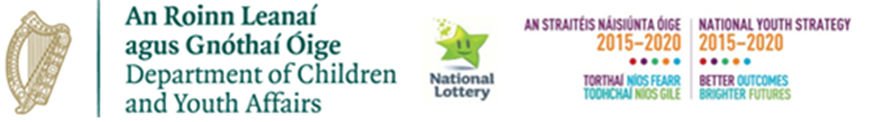 An Roinn Leanaí
agus Gnóthaí Óige
Department of Children
and Youth Affairs
National
Lottery
AN STRAITÉIS NÁISIÚNTA ÓIGE
2015–2020
TORTHAÍ NÍOS FEARR
TODHCHAÍ NÍOS GILE
NATIONAL YOUTH STRATEGY
2015–2020
BETTER OUTCOMES
BRIGHTER FUTURES